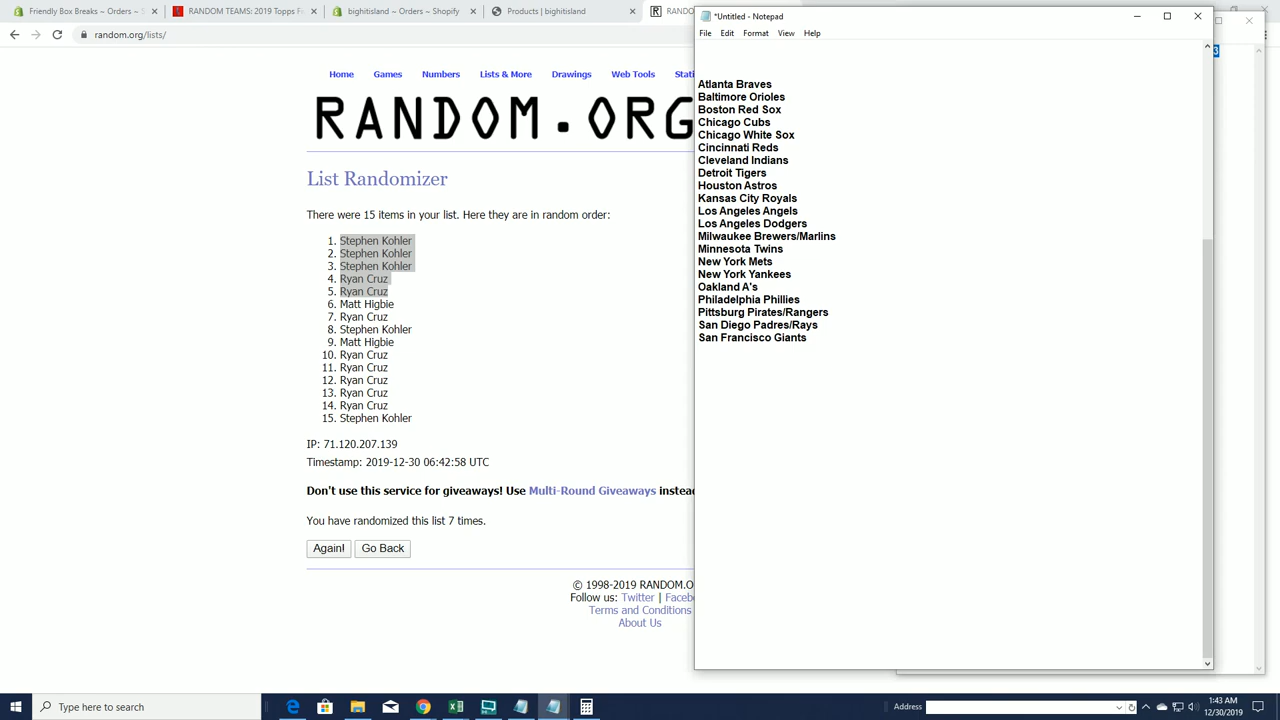 Friendly Box Breaks ~ Orders ~ S
RANDOM TEAMS: 2019 Topps Fi
bighitisland ~ Orders ~ Shopify
Products | bighitisland
*Untitled - Notepad
random.org/lists/
File Edit Format View Help
Home Games Numbers Lists & More Drawings Web Tools
RANDOM.ORG
List Randomizer
There were 15 items in your list. Here they are in random order:
1. Stephen Kohler
2. Stephen Kohler
3. Stephen Kohler
4. Ryan Cruz
5. Ryan Cruz
6. Matt Higbie
7. Ryan Cruz
8. Stephen Kohler
9. Matt Higbie
10. Ryan Cruz
11. Ryan Cruz
12. Ryan Cruz
13. Ryan Cruz
14. Ryan Cruz
15. Stephen Kohler
IP: 71.120.207.139
Timestamp: 2019-12-30 06:42:58 UTC
Don't use this service for giveaways! Use Multi-Round Giveaways instead
You have randomized this list 7 times.
Again! Go Back
© 1998-2019 RANDOM.O
Follow us: Twitter | Facebo
Terms and Conditions
About Us
Atlanta Braves
Baltimore Orioles
Boston Red Sox
Chicago Cubs
Chicago White Sox
Cincinnati Reds
Cleveland Indians
Detroit Tigers
Houston Astros
Kansas City Royals
Los Angeles Angels
Los Angeles Dodgers
Milwaukee Brewers/Marlins
Minnesota Twins
New York Mets
New York Yankees
Oakland A's
Philadelphia Phillies
Pittsburg Pirates/Rangers
San Diego Padres/Rays
San Francisco Giants
3
Type here to search
Address
1:43 AM
12/30/2019